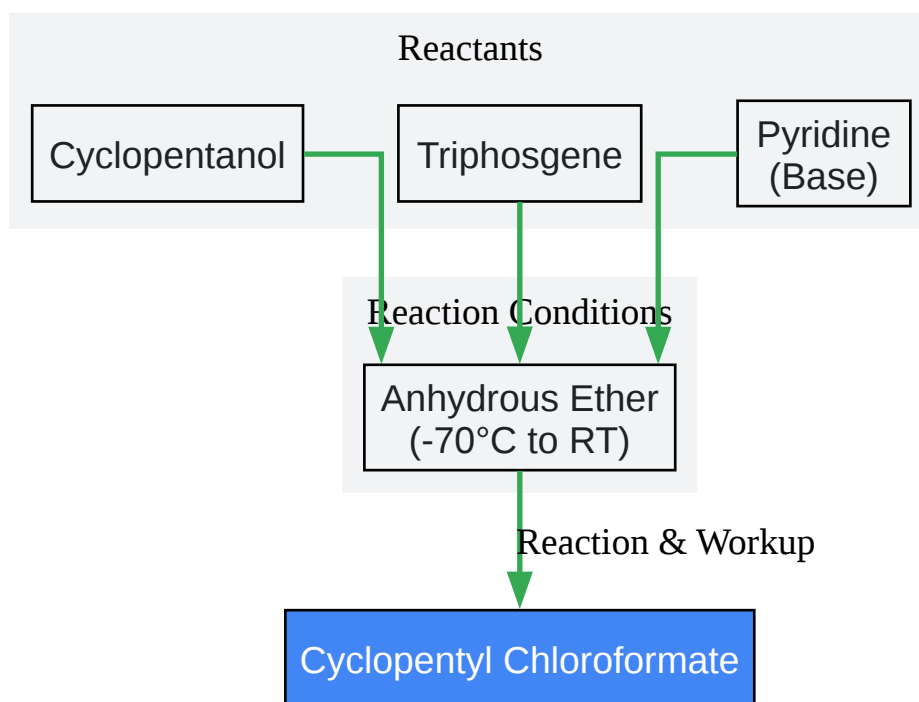 Reactants
Cyclopentanol
Triphosgene
Pyridine
(Base)
Reaction Conditions
Anhydrous Ether
(-70°C to RT)
Reaction & Workup
Cyclopentyl Chloroformate